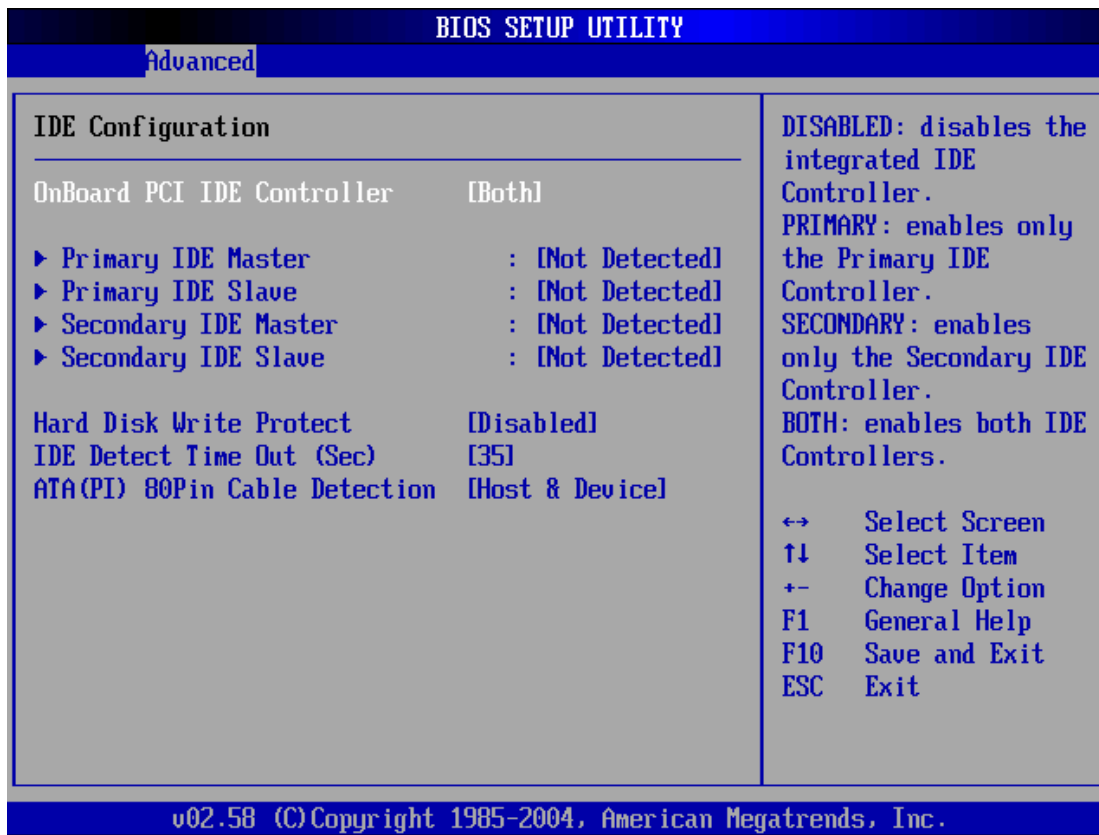 BIOS SETUP UTILITY
Advanced
IDE Configuration
OnBoard PCI IDE Controller [Both]
Primary IDE Master : [Not Detected]
Primary IDE Slave : [Not Detected]
Secondary IDE Master : [Not Detected]
Secondary IDE Slave : [Not Detected]
Hard Disk Write Protect [Disabled]
IDE Detect Time Out (Sec) [35]
ATA(PI) 80Pin Cable Detection [Host & Device]
DISABLED: disables the
integrated IDE
Controller.
PRIMARY: enables only
the Primary IDE
Controller.
SECONDARY: enables
only the Secondary IDE
Controller.
BOTH: enables both IDE
Controllers.
↔ Select Screen
↑↓ Select Item
+- Change Option
F1 General Help
F10 Save and Exit
ESC Exit
v02.58 (C)Copyright 1985-2004, American Megatrends, Inc.